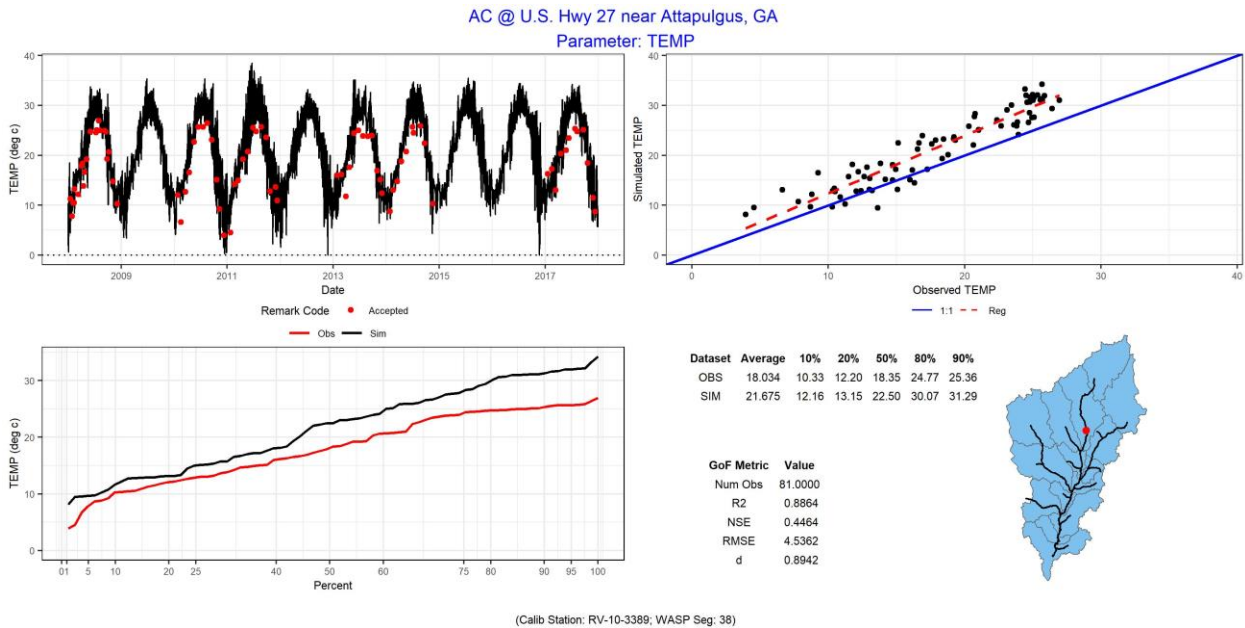 AC @ U.S. Hwy 27 near Attapulgus, GA
Parameter: TEMP
40
30
20
10
0
TEMP (deg c)
2009
2011
2013
2015
2017
Date
Remark Code
Accepted
40
30
20
10
0
Simulated TEMP
0
10
20
30
40
Observed TEMP
1:1
Reg
Obs
Sim
30
20
10
0
TEMP (deg c)
0 1 5 10 20 25 40 50 60 75 80 90 95 100
Percent
Dataset Average 10% 20% 50% 80% 90%
OBS 18.034 10.33 12.20 18.35 24.77 25.36
SIM 21.675 12.16 13.15 22.50 30.07 31.29
GoF Metric Value
Num Obs 81.0000
R2 0.8864
NSE 0.4464
RMSE 4.5362
d 0.8942
(Calib Station: RV-10-3389; WASP Seg: 38)